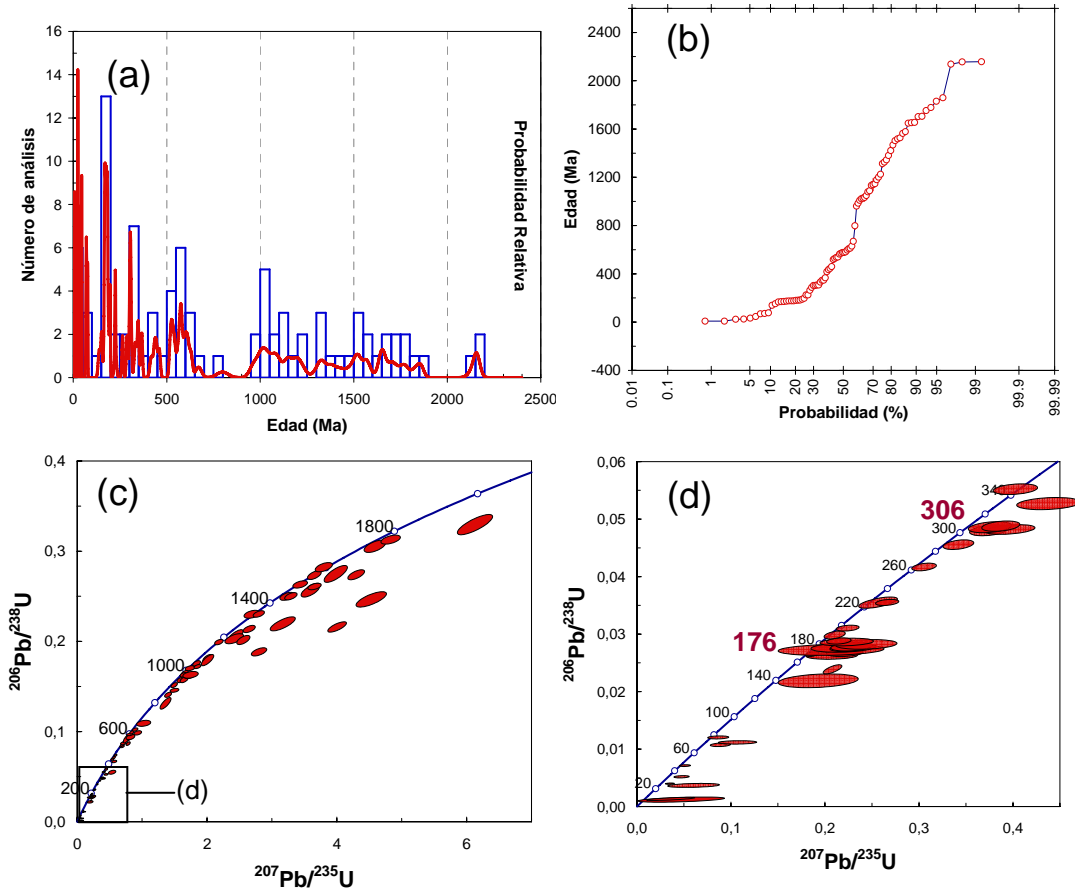 (a)
16
14
12
10
8
6
4
2
0
0 500 1000 1500 2000 2500
Número de análisis
Edad (Ma)
Probabilidad Relativa
(b)
2400
2000
1600
1200
800
400
0
-400
Edad (Ma)
0.01 0.1 1 5 10 20 30 50 70 80 90 95 99 99.9 99.99
Probabilidad (%)
(c)
0,4
0,3
0,2
0,1
0,0
0 2 4 6
1800
1400
1000
600
200
(d)
206Pb/238U
207Pb/235U
(d)
0,06
0,05
0,04
0,03
0,02
0,01
0,00
0,0 0,1 0,2 0,3 0,4
340
306
300
260
220
176
180
140
100
60
20
206Pb/238U
207Pb/235U